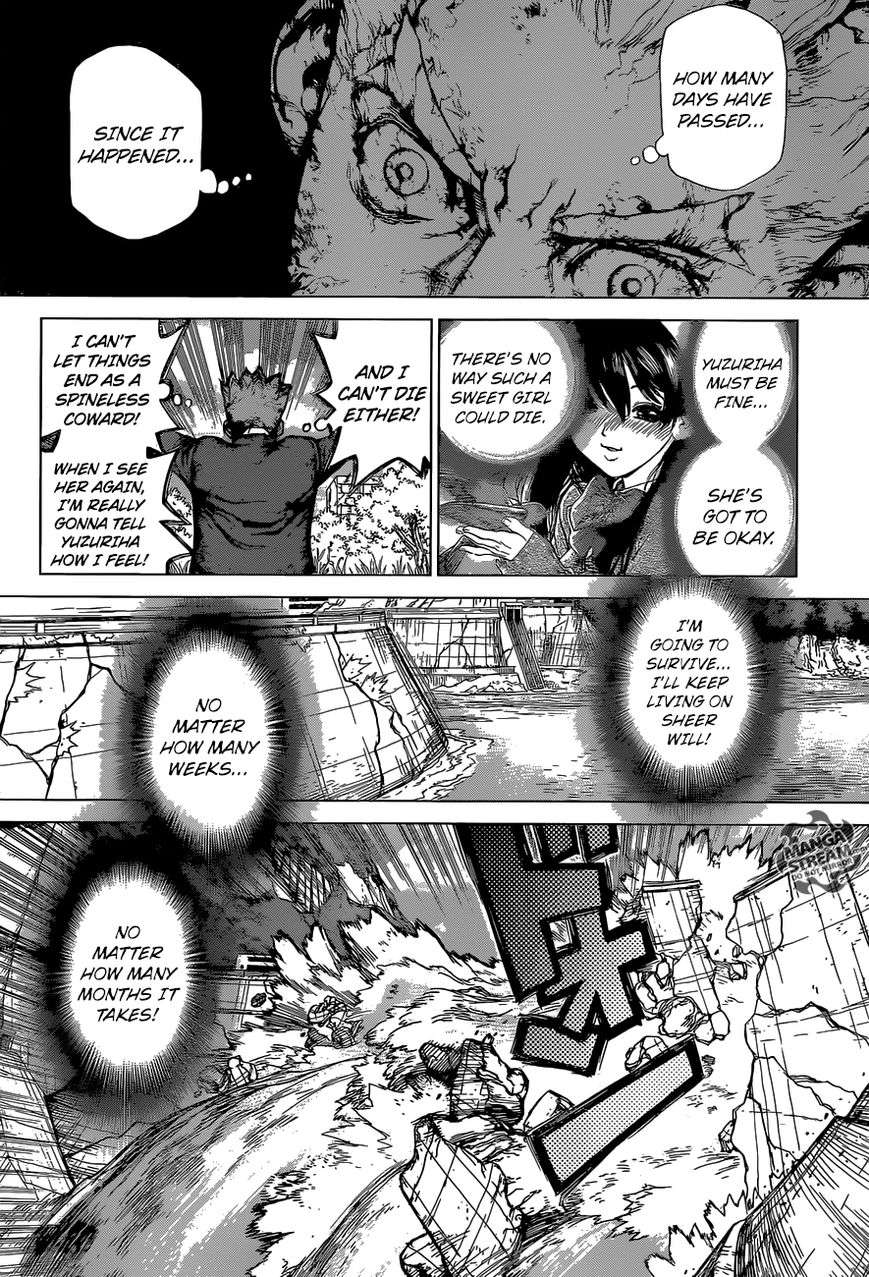 HOW MANY
DAYS HAVE
PASSED...
SINCE IT
HAPPENED...
YUZURIHA
MUST BE
FINE...
SHE'S
GOT TO
BE OKAY.
THERE'S NO
WAY SUCH A
SWEET GIRL
COULD DIE.
AND I
CAN'T DIE
EITHER!
I CAN'T
LET THINGS
END AS A
SPINELESS
COWARD!
WHEN I SEE
HER AGAIN,
I'M REALLY
GONNA TELL
YUZURIHA
HOW I FEEL!
I'M
GOING TO
SURVIVE...
I'LL KEEP
LIVING ON
SHEER
WILL!
NO
MATTER
HOW MANY
WEEKS...
MANGA
STREAM
NO
MATTER
HOW MANY
MONTHS IT
TAKES!